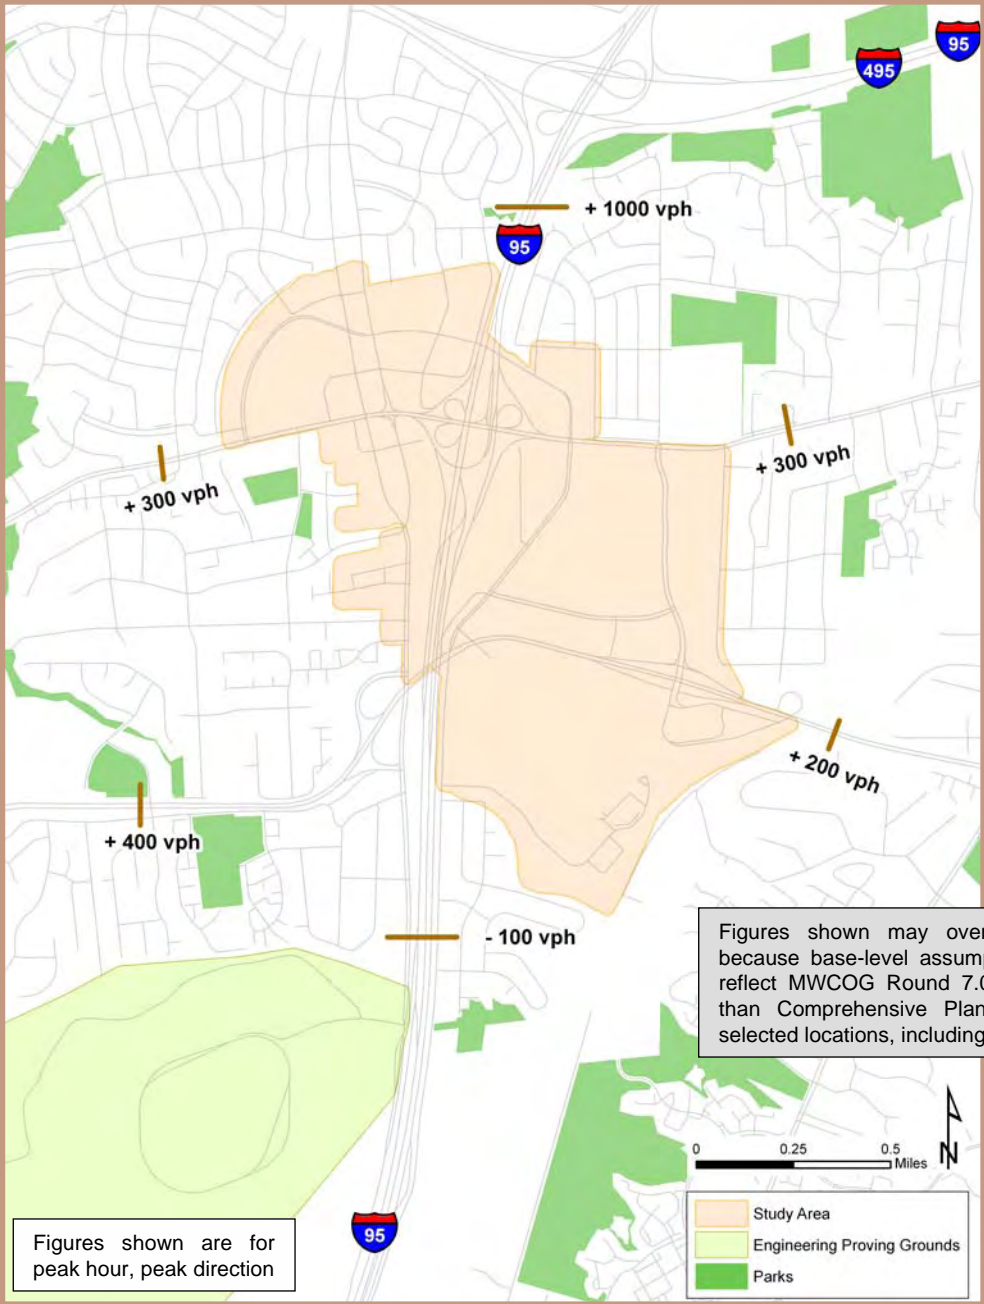 95
495
+ 1000 vph
95
+ 300 vph
+ 300 vph
+ 200 vph
+ 400 vph
- 100 vph
Figures shown may over
because base-level assump
reflect MWCOG Round 7.0
than Comprehensive Plan
selected locations, including
N
0 0.25 0.5
Miles
95
Figures shown are for
peak hour, peak direction
Study Area
Engineering Proving Grounds
Parks